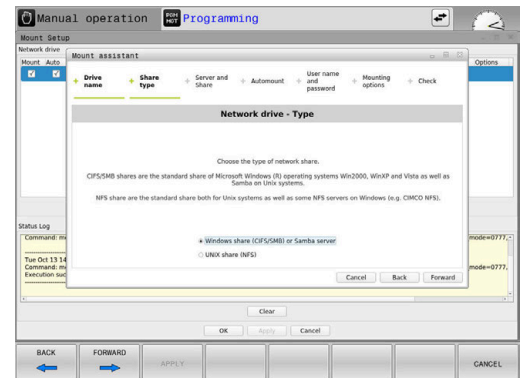 Manual operation
PGM MGT
Programming
Mount Setup
Network drive
Mount Auto
Options
Mount assistant
Drive name
Share type
Server and Share
Automount
User name and password
Mounting options
Check
Network drive - Type
Choose the type of network share.
CIFS/SMB shares are the standard share of Microsoft Windows (R) operating systems Win2000, WinXP and Vista as well as
Samba on Unix systems.
NFS share are the standard share both for Unix systems as well as some NFS servers on Windows (e.g. CIMCO NFS).
Windows share (CIFS/SMB) or Samba server
UNIX share (NFS)
Cancel Back Forward
Status Log
Command: m
mode=0777,
Tue Oct 13 14
Command: m
mode=0777,
Execution suc
Clear
OK Apply Cancel
BACK FORWARD APPLY CANCEL